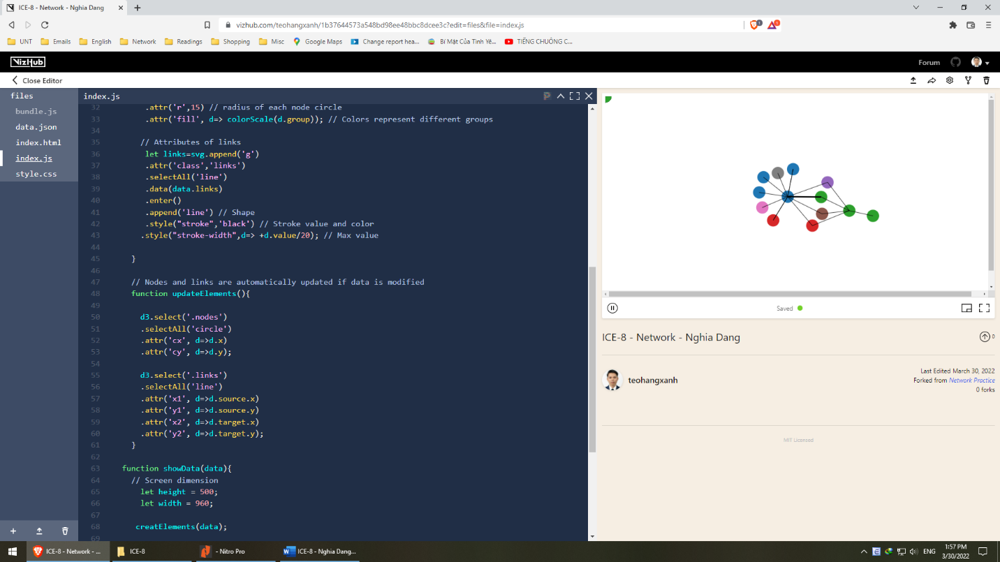 ICE-8 - Network - Nghia Dang
vizhub.com/teohangxanh/1b37644573a548bd98ee48bbc8dcee3c?edit=files&file=index.js
UNT Emails English Network Readings Shopping Misc Google Maps Change report hea... Bí Mật Của Tình Yê... TIẾNG CHUÔNG C...
VizHub
Forum
Close Editor
files
bundle.js
data.json
index.html
index.js
style.css
index.js
32 .attr('r',15) // radius of each node circle
33 .attr('fill', d=> colorScale(d.group)); // Colors represent different groups
34
35 // Attributes of links
36 let links=svg.append('g')
37 .attr('class','links')
38 .selectAll('line')
39 .data(data.links)
40 .enter()
41 .append('line') // Shape
42 .style("stroke",'black') // Stroke value and color
43 .style("stroke-width",d=> +d.value/20); // Max value
44
45 }
46
47 // Nodes and links are automatically updated if data is modified
48 function updateElements(){
49
50 d3.select('.nodes')
51 .selectAll('circle')
52 .attr('cx', d=>d.x)
53 .attr('cy', d=>d.y);
54
55 d3.select('.links')
56 .selectAll('line')
57 .attr('x1', d=>d.source.x)
58 .attr('y1', d=>d.source.y)
59 .attr('x2', d=>d.target.x)
60 .attr('y2', d=>d.target.y);
61 }
62
63 function showData(data){
64 // Screen dimension
65 let height = 500;
66 let width = 960;
67
68 creatElements(data);
69
Saved
ICE-8 - Network - Nghia Dang
0
teohangxanh
Last Edited March 30, 2022
Forked from Network Practice
0 forks
MIT Licensed
ICE-8 - Network - ... ICE-8 - Nitro Pro ICE-8 - Nghia Dang...
ENG
1:57 PM
3/30/2022